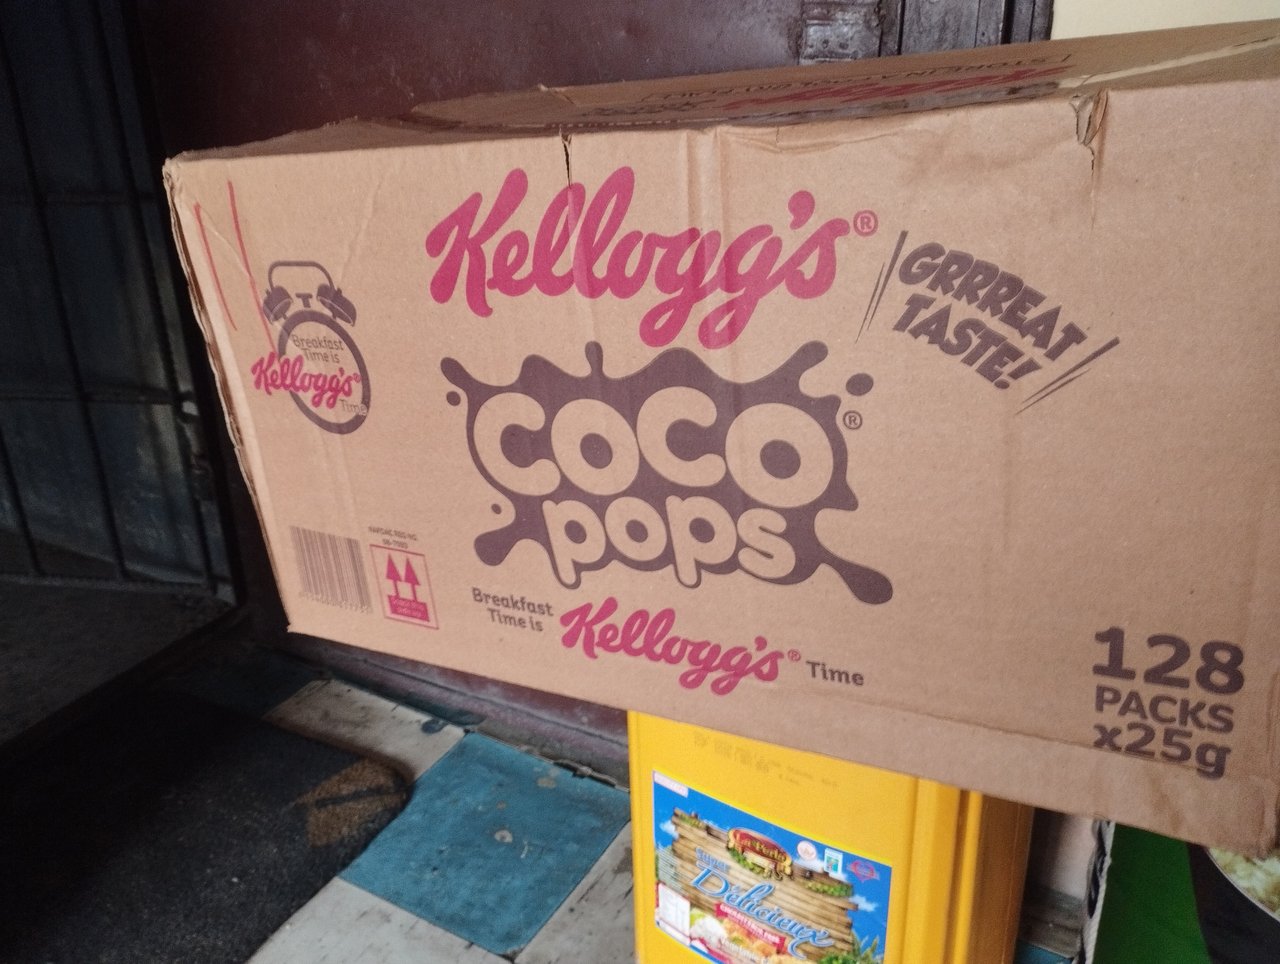 Kellogg's®
GRRREAT
TASTE!
Breakfast
Time is
Kellogg's®
Time
COCO
pops
®
Breakfast
Time is
Kellogg's®
Time
128
PACKS
x25g
Délicieux